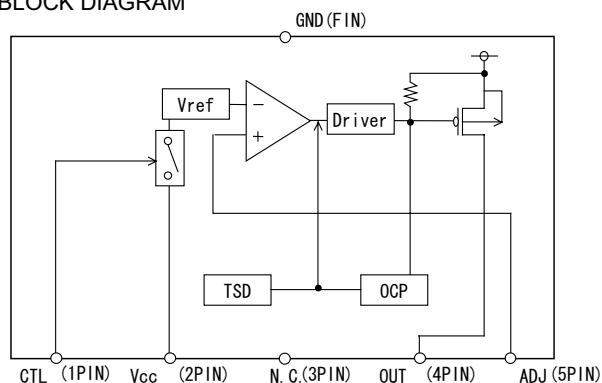 BLOCK DIAGRAM
GND(FIN)
Vref
−
+
Driver
TSD
OCP
CTL (1PIN)
Vcc (2PIN)
N.C.(3PIN)
OUT (4PIN)
ADJ(5PIN)